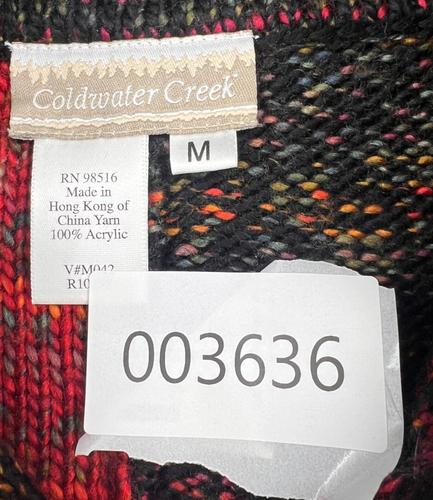 Coldwater Creek
M
RN 98516
Made in
Hong Kong of
China Yarn
100% Acrylic
V#M042
003636